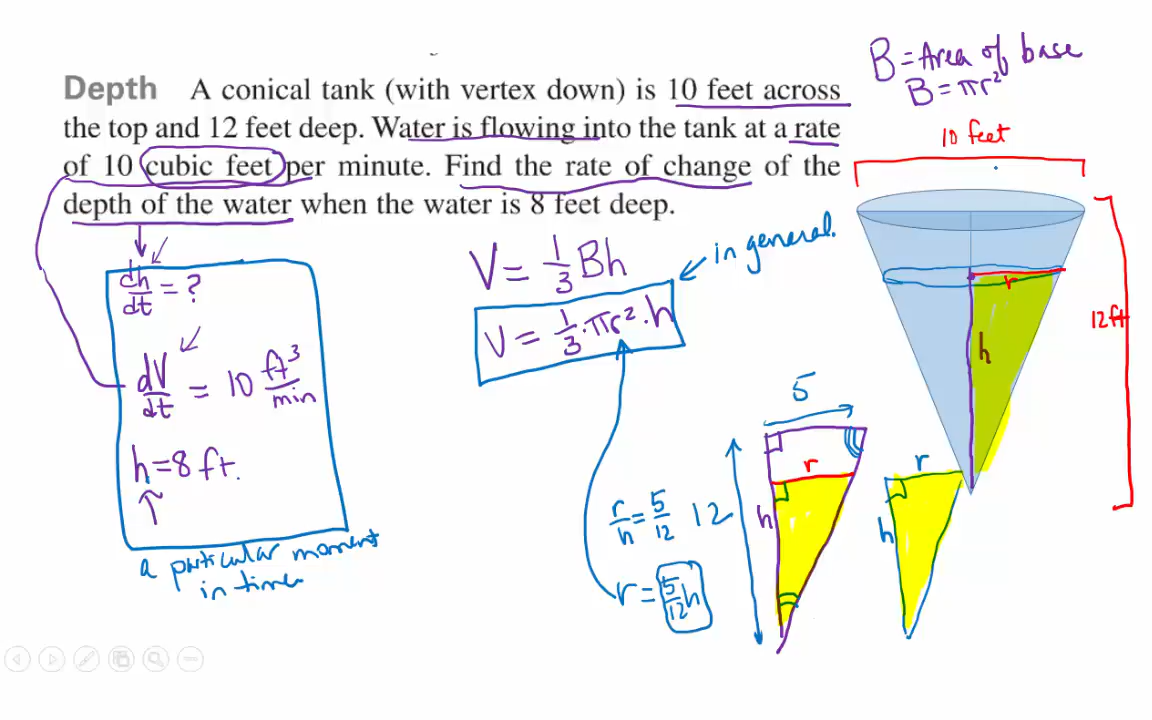 B = Area of base
B = πr²
Depth A conical tank (with vertex down) is 10 feet across
the top and 12 feet deep. Water is flowing into the tank at a rate
of 10 cubic feet per minute. Find the rate of change of the
depth of the water when the water is 8 feet deep.
10 feet
12ft
r
h
dh/dt = ?
dV/dt = 10 ft³/min
h=8 ft.
a particular moment
in time
V = 1/3 Bh
in general.
V = 1/3 · πr² · h
5
r
h
12
r/h = 5/12
r = 5/12 h
r
h